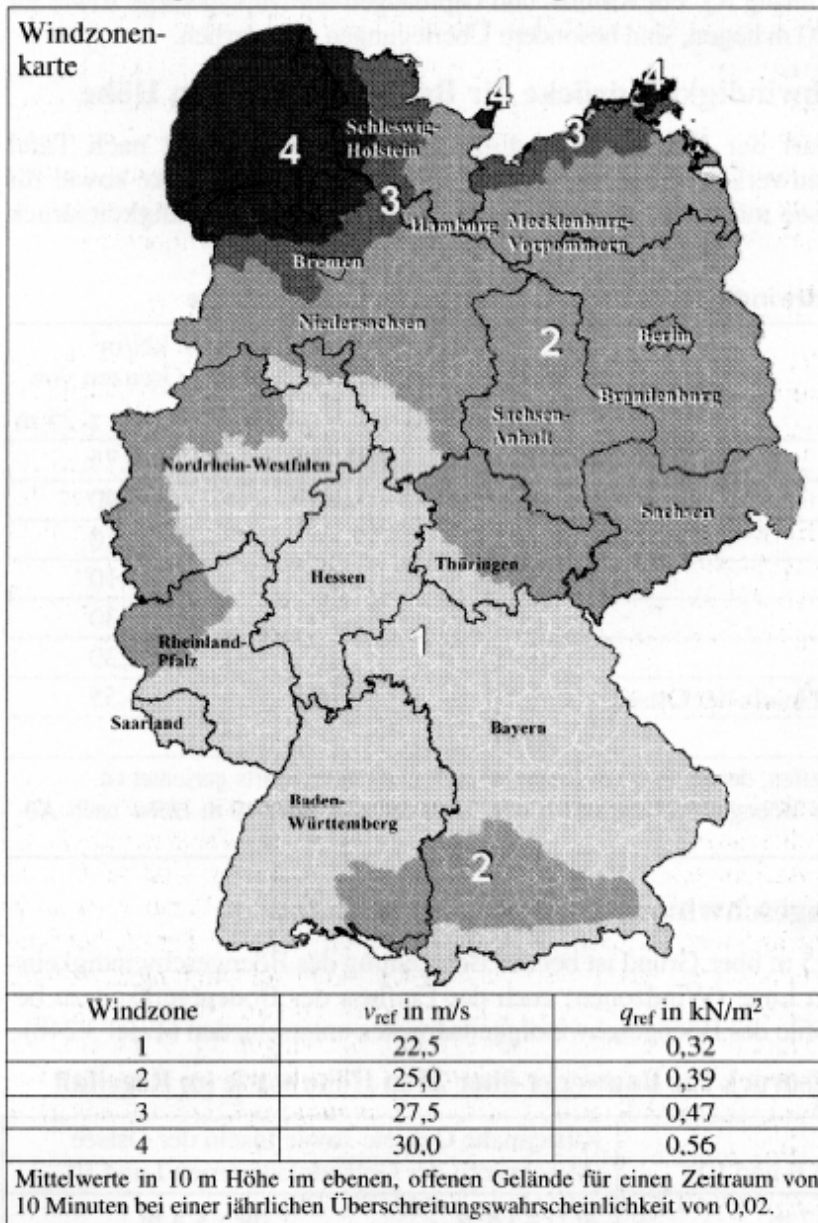 Windzonen-
karte
4
4
Schleswig-
Holstein
3
4
3
Hamburg
Mecklenburg-
Vorpommern
Bremen
Niedersachsen
2
Berlin
Brandenburg
Sachsen-
Anhalt
Nordrhein-Westfalen
Sachsen
Hessen
Thüringen
1
Rheinland-
Pfalz
Saarland
Bayern
Baden-
Württemberg
2
Windzone vref in m/s qref in kN/m²
1 22,5 0,32
2 25,0 0,39
3 27,5 0,47
4 30,0 0.56
Mittelwerte in 10 m Höhe im ebenen, offenen Gelände für einen Zeitraum von
10 Minuten bei einer jährlichen Überschreitungswahrscheinlichkeit von 0,02.